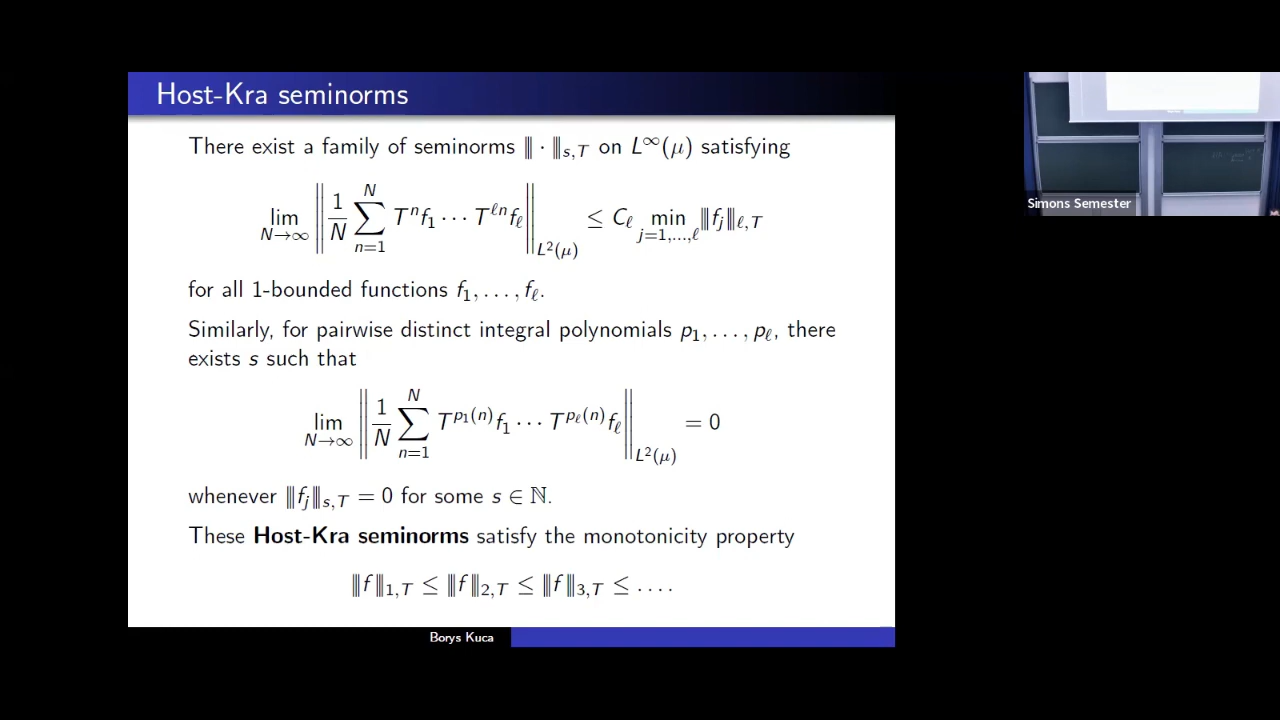 Host-Kra seminorms
There exist a family of seminorms ⦀ · ⦀_{s,T} on L^∞(μ) satisfying
lim_{N→∞} ‖ 1/N ∑_{n=1}^{N} T^n f_1 ··· T^{ℓn} f_ℓ ‖_{L^2(μ)} ≤ C_ℓ min_{j=1,...,ℓ} ⦀f_j⦀_{ℓ,T}
for all 1-bounded functions f_1, . . . , f_ℓ.
Similarly, for pairwise distinct integral polynomials p_1, . . . , p_ℓ, there
exists s such that
lim_{N→∞} ‖ 1/N ∑_{n=1}^{N} T^{p_1(n)} f_1 ··· T^{p_ℓ(n)} f_ℓ ‖_{L^2(μ)} = 0
whenever ⦀f_j⦀_{s,T} = 0 for some s ∈ ℕ.
These Host-Kra seminorms satisfy the monotonicity property
⦀f⦀_{1,T} ≤ ⦀f⦀_{2,T} ≤ ⦀f⦀_{3,T} ≤ . . . .
Borys Kuca
Simons Semester